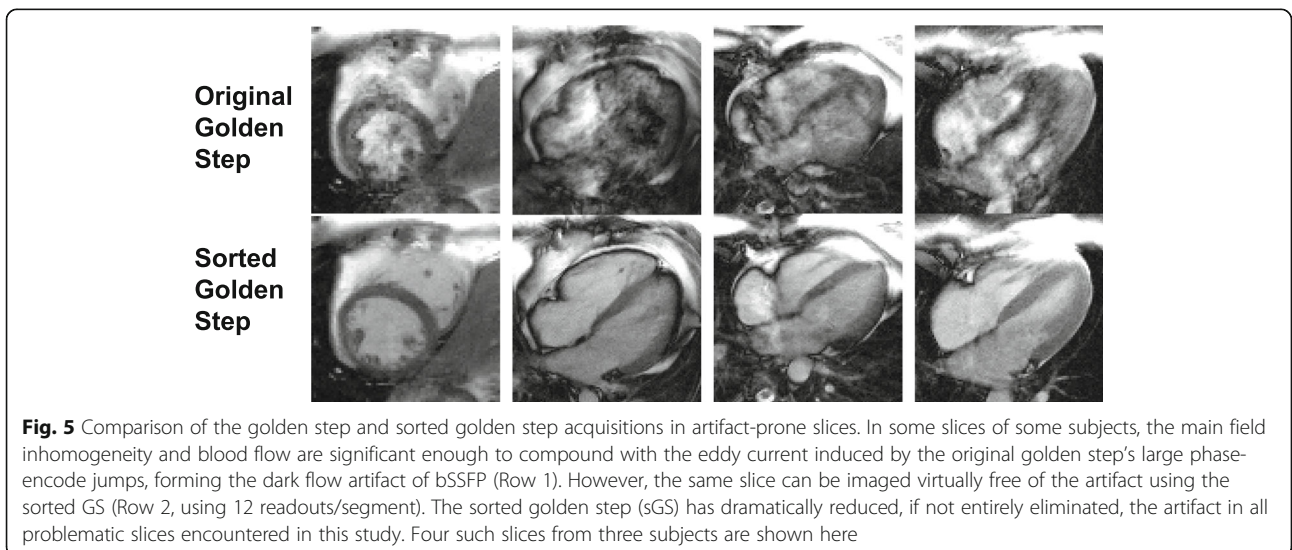 Original
Golden
Step
Sorted
Golden
Step
Fig. 5 Comparison of the golden step and sorted golden step acquisitions in artifact-prone slices. In some slices of some subjects, the main field
inhomogeneity and blood flow are significant enough to compound with the eddy current induced by the original golden step's large phase-
encode jumps, forming the dark flow artifact of bSSFP (Row 1). However, the same slice can be imaged virtually free of the artifact using the
sorted GS (Row 2, using 12 readouts/segment). The sorted golden step (sGS) has dramatically reduced, if not entirely eliminated, the artifact in all
problematic slices encountered in this study. Four such slices from three subjects are shown here